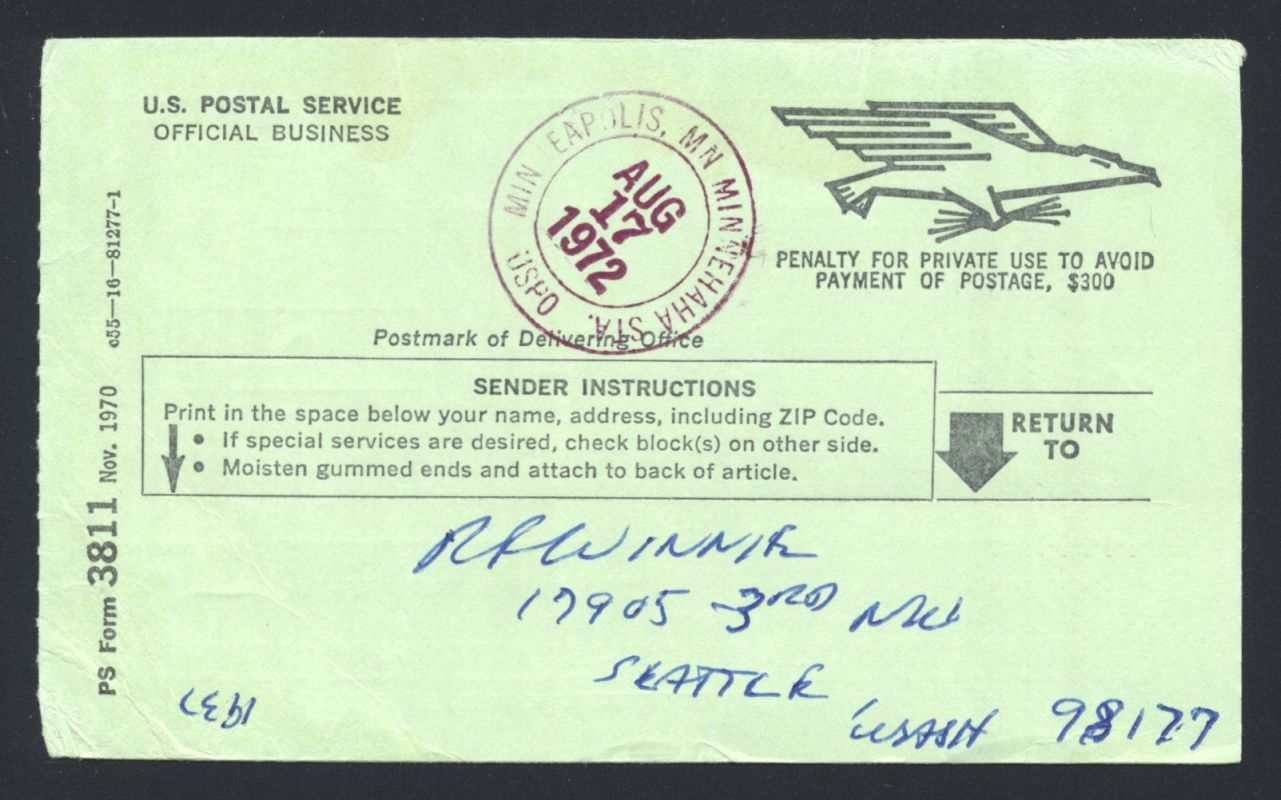 U.S. POSTAL SERVICE
OFFICIAL BUSINESS
MINNEAPOLIS, MN MINNEHAHA STA. USPO
AUG
17
1972
PENALTY FOR PRIVATE USE TO AVOID
PAYMENT OF POSTAGE, $300
Postmark of Delivering Office
SENDER INSTRUCTIONS
Print in the space below your name, address, including ZIP Code.
• If special services are desired, check block(s) on other side.
• Moisten gummed ends and attach to back of article.
RETURN
TO
PS Form 3811 Nov. 1970 c55—16—81277-1
RF WINNIE
17905 3RD NW
SEATTLE
WASH 98177
1937